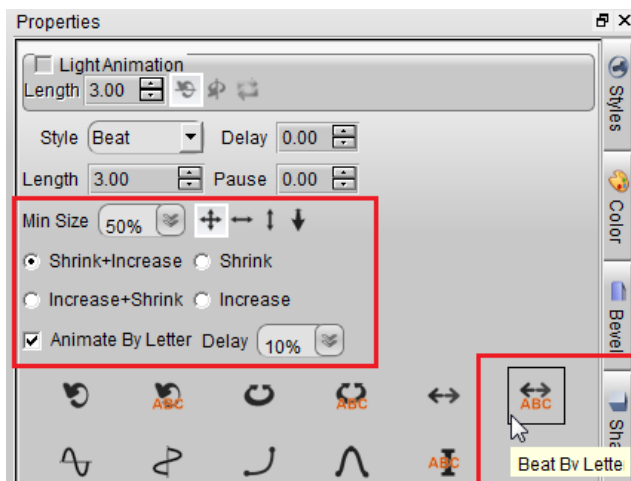 Properties
Light Animation
Length 3.00
Style Beat Delay 0.00
Length 3.00 Pause 0.00
Min Size 50%
Shrink+Increase Shrink
Increase+Shrink Increase
Animate By Letter Delay 10%
ABC ABC ABC
ABC
Beat By Lette
Styles
Color
Bevel
Sha